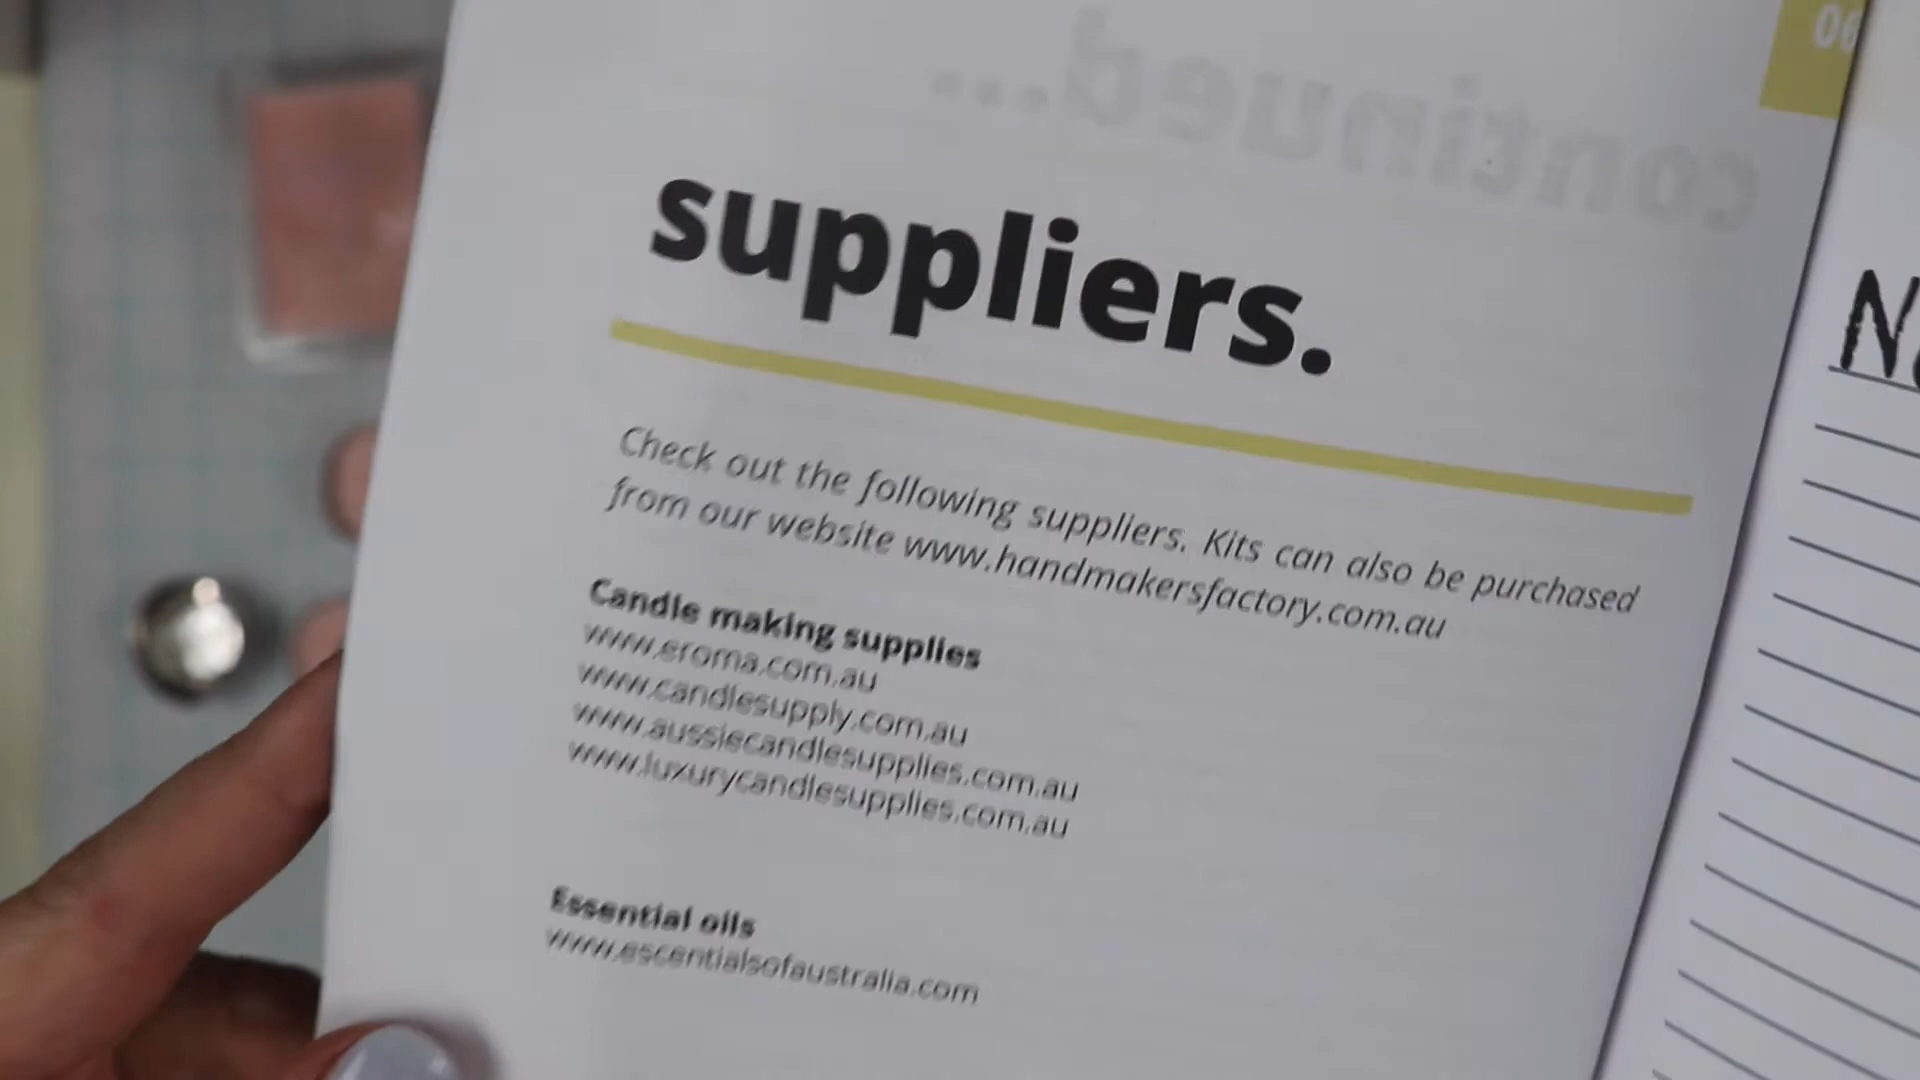 suppliers.
Check out the following suppliers. Kits can also be purchased
from our website www.handmakersfactory.com.au
Candle making supplies
www.eroma.com.au
www.candlesupply.com.au
www.aussiecandlesupplies.com.au
www.luxurycandlesupplies.com.au
Essential oils
www.escentialsofaustralia.com
continued...